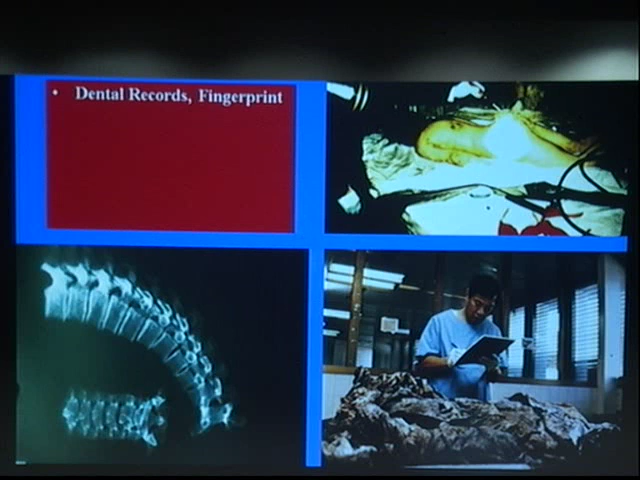 • Dental Records, Fingerprint